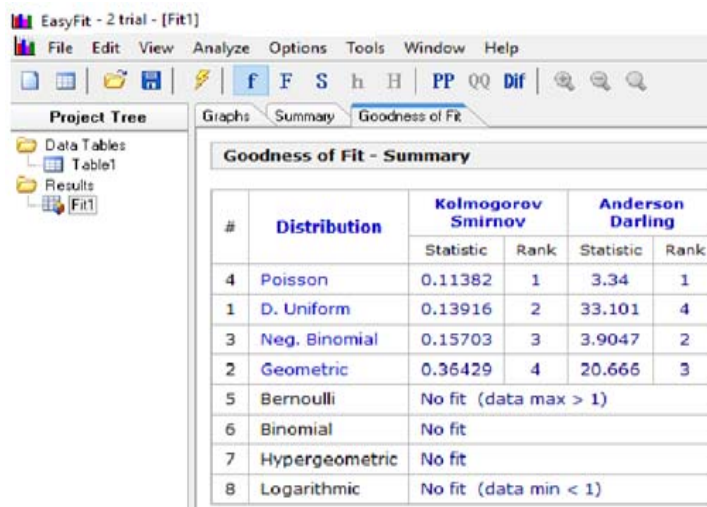 EasyFit - 2 trial - [Fit1]
File Edit View Analyze Options Tools Window Help
f F S h H PP QQ Dif
Project Tree
Data Tables
Table1
Results
Fit1
Graphs Summary Goodness of Fit
Goodness of Fit - Summary
# Distribution Kolmogorov Smirnov Anderson Darling
Statistic Rank Statistic Rank
4 Poisson 0.11382 1 3.34 1
1 D. Uniform 0.13916 2 33.101 4
3 Neg. Binomial 0.15703 3 3.9047 2
2 Geometric 0.36429 4 20.666 3
5 Bernoulli No fit (data max > 1)
6 Binomial No fit
7 Hypergeometric No fit
8 Logarithmic No fit (data min < 1)